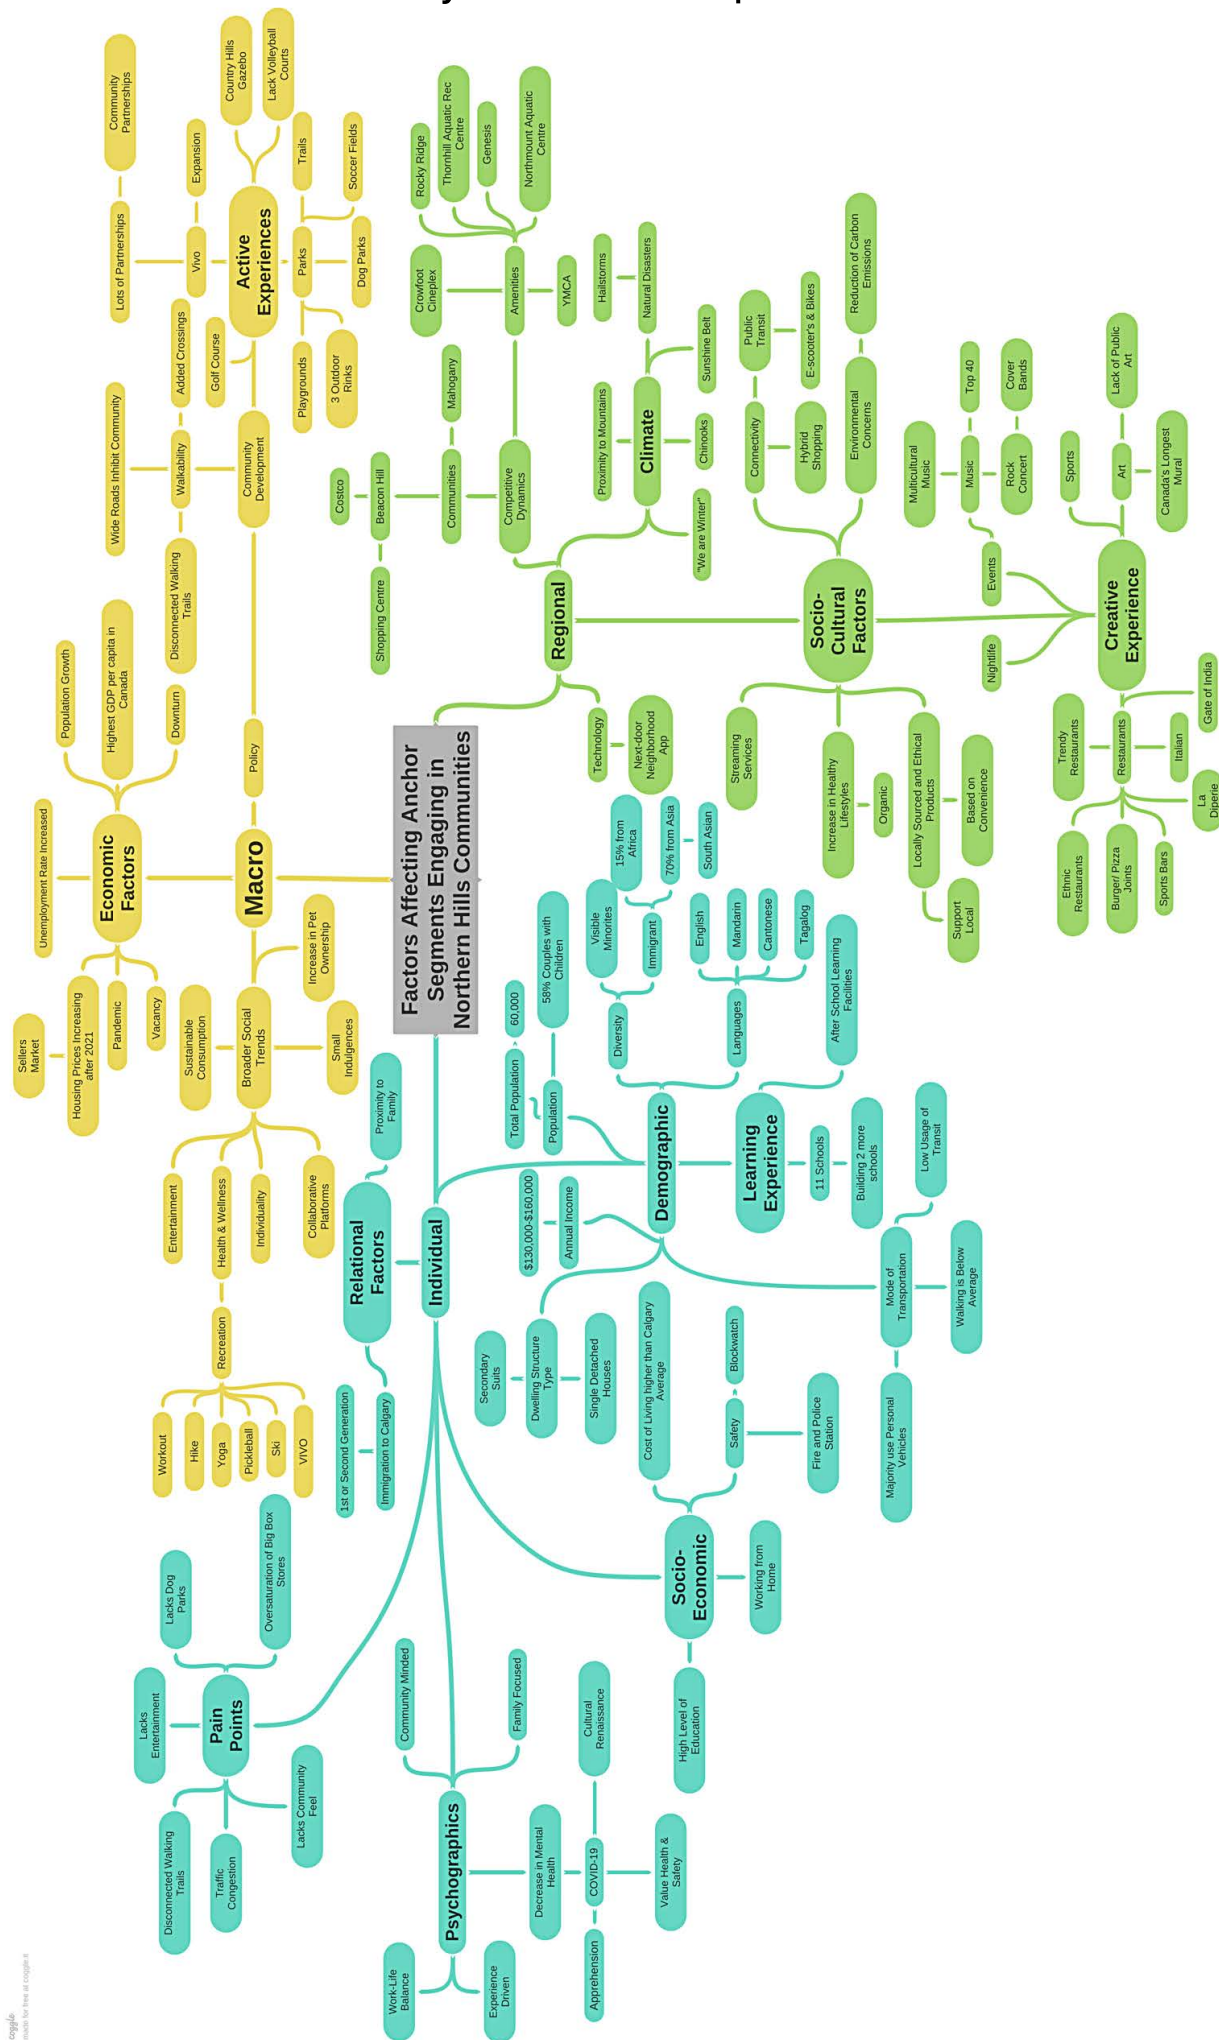 coggle
made for free at coggle.it
Factors Affecting Anchor
Segments Engaging in
Northern Hills Communities
Macro
Economic
Factors
Unemployment Rate Increased
Population Growth
Highest GDP per capita in
Canada
Downturn
Housing Prices Increasing
after 2021
Sellers
Market
Pandemic
Vacancy
Broader Social
Trends
Sustainable
Consumption
Increase in Pet
Ownership
Small
Indulgences
Entertainment
Health & Wellness
Individuality
Collaborative
Platforms
Recreation
Workout
Hike
Yoga
Pickleball
Ski
VIVO
Policy
Community
Development
Walkability
Wide Roads Inhibit Community
Added Crossings
Disconnected Walking
Trails
Active
Experiences
Golf Course
Vivo
Expansion
Lots of Partnerships
Community
Partnerships
Country Hills
Gazebo
Lack Volleyball
Courts
Parks
Trails
Soccer Fields
Dog Parks
Playgrounds
3 Outdoor
Rinks
Regional
Competitive
Dynamics
Communities
Mahogany
Beacon Hill
Costco
Shopping Centre
Amenities
Crowfoot
Cineplex
YMCA
Rocky Ridge
Thornhill Aquatic Rec
Centre
Genesis
Northmount Aquatic
Centre
Climate
Proximity to Mountains
Chinooks
"We are Winter"
Natural Disasters
Hailstorms
Sunshine Belt
Technology
Next-door
Neighborhood
App
Socio-
Cultural
Factors
Connectivity
Public
Transit
E-scooter's & Bikes
Hybrid
Shopping
Environmental
Concerns
Reduction of Carbon
Emissions
Streaming
Services
Increase in Healthy
Lifestyles
Organic
Locally Sourced and Ethical
Products
Based on
Convenience
Support
Local
Creative
Experience
Nightlife
Events
Music
Multicultural
Music
Top 40
Rock
Concert
Cover
Bands
Sports
Art
Lack of Public
Art
Canada's Longest
Mural
Restaurants
Trendy
Restaurants
Italian
Gate of India
Ethnic
Restaurants
Burger/ Pizza
Joints
Sports Bars
La
Diperie
Individual
Relational
Factors
Proximity to
Family
Immigration to Calgary
1st or Second Generation
Demographic
Population
Total Population
60,000
58% Couples with
Children
Diversity
Visible
Minorites
Immigrant
15% from
Africa
70% from Asia
South Asian
Languages
English
Mandarin
Cantonese
Tagalog
Annual Income
$130,000-$160,000
Dwelling Structure
Type
Secondary
Suits
Single Detached
Houses
Mode of
Transportation
Low Usage of
Transit
Walking is Below
Average
Majority use Personal
Vehicles
Learning
Experience
After School Learning
Facilities
11 Schools
Building 2 more
schools
Socio-
Economic
Cost of Living higher than Calgary
Average
Safety
Blockwatch
Fire and Police
Station
Working from
Home
High Level of
Education
Psychographics
Community Minded
Family Focused
Work-Life
Balance
Experience
Driven
Decrease in Mental
Health
COVID-19
Cultural
Renaissance
Apprehension
Value Health &
Safety
Pain
Points
Lacks
Entertainment
Lacks Dog
Parks
Oversaturation of Big Box
Stores
Disconnected Walking
Trails
Traffic
Congestion
Lacks Community
Feel